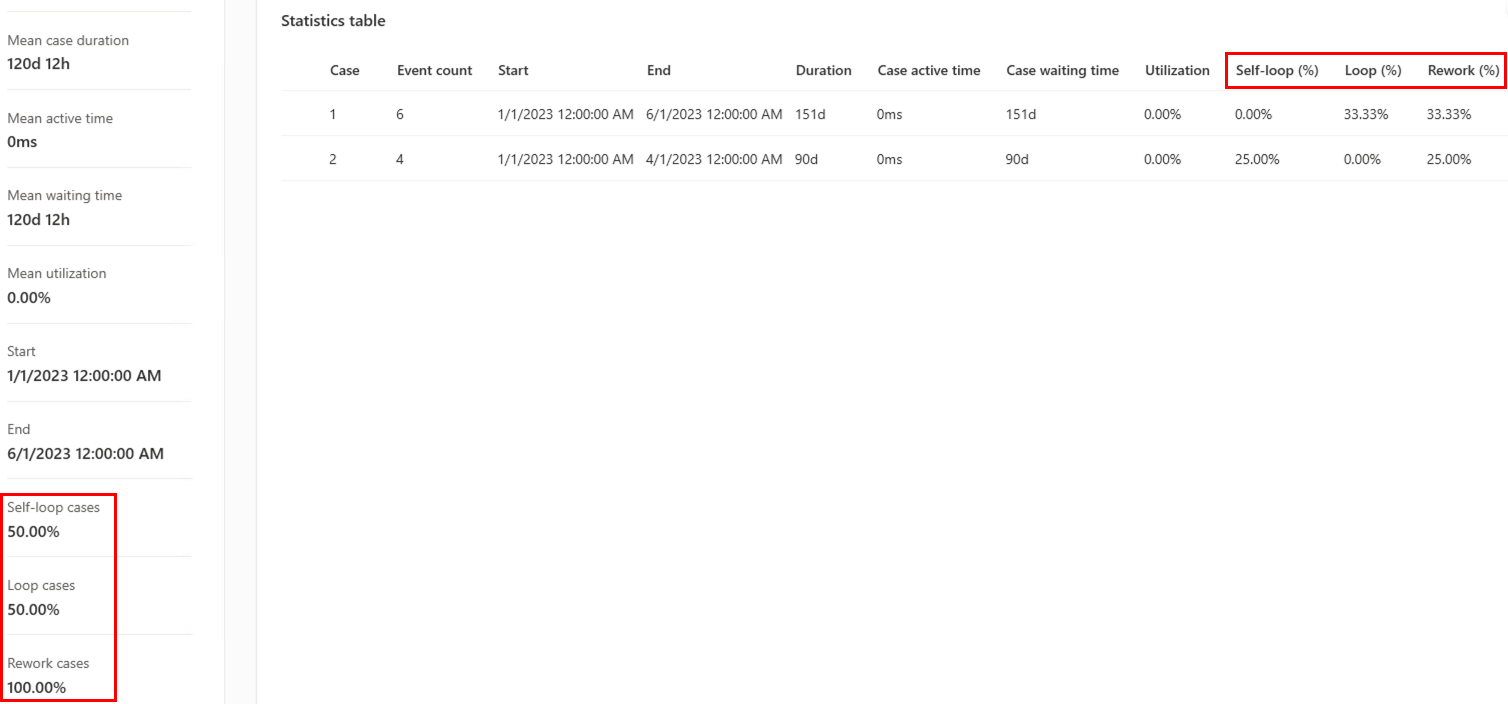 Mean case duration
120d 12h
Mean active time
0ms
Mean waiting time
120d 12h
Mean utilization
0.00%
Start
1/1/2023 12:00:00 AM
End
6/1/2023 12:00:00 AM
Self-loop cases
50.00%
Loop cases
50.00%
Rework cases
100.00%
Statistics table
Case Event count Start End Duration Case active time Case waiting time Utilization Self-loop (%) Loop (%) Rework (%)
1 6 1/1/2023 12:00:00 AM 6/1/2023 12:00:00 AM 151d 0ms 151d 0.00% 0.00% 33.33% 33.33%
2 4 1/1/2023 12:00:00 AM 4/1/2023 12:00:00 AM 90d 0ms 90d 0.00% 25.00% 0.00% 25.00%